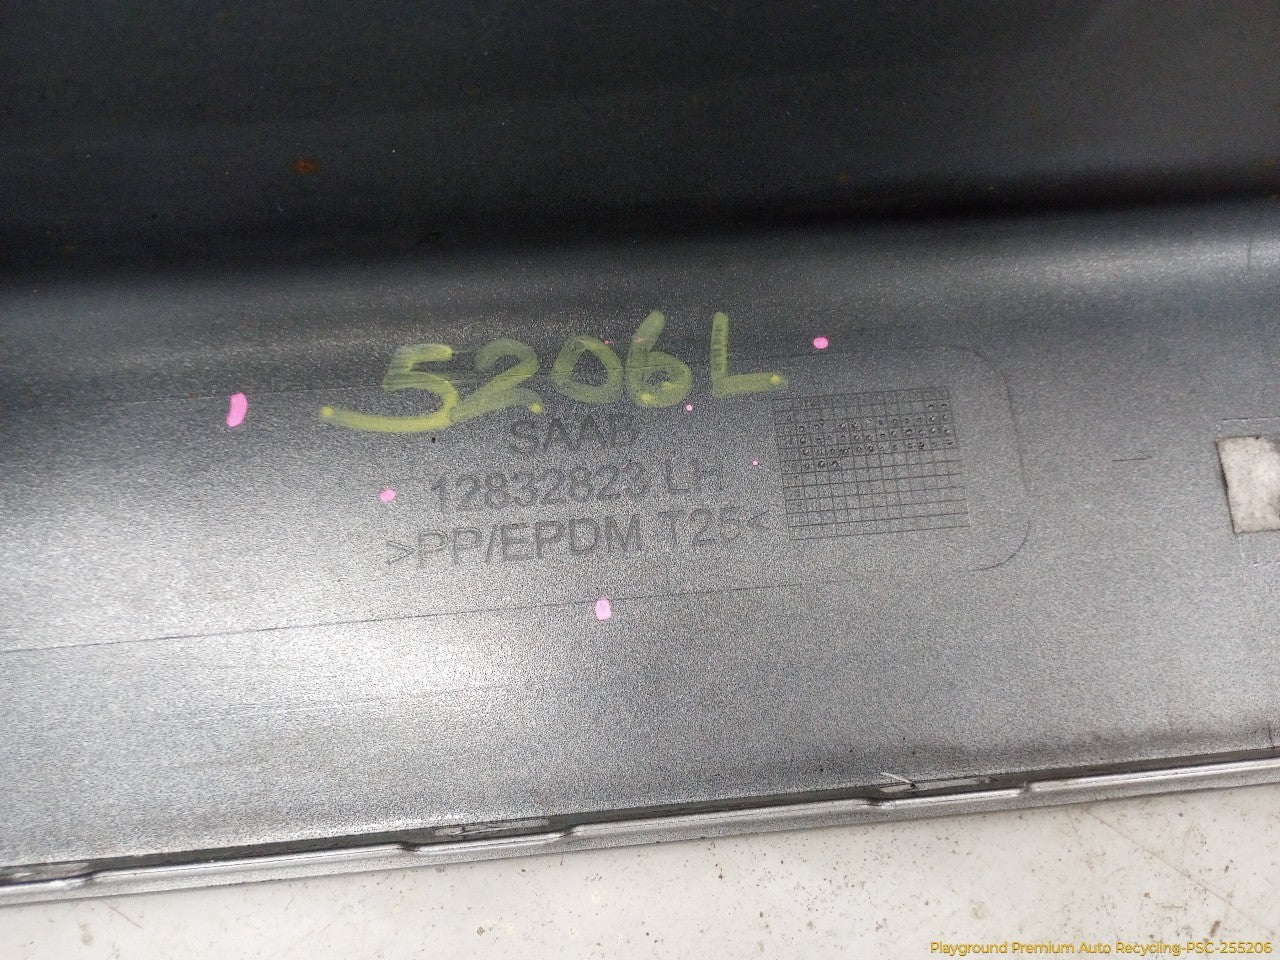 5206L
SAAB
12832823 LH
>PP/EPDM T25<
Playground Premium Auto Recycling-PSC-255206